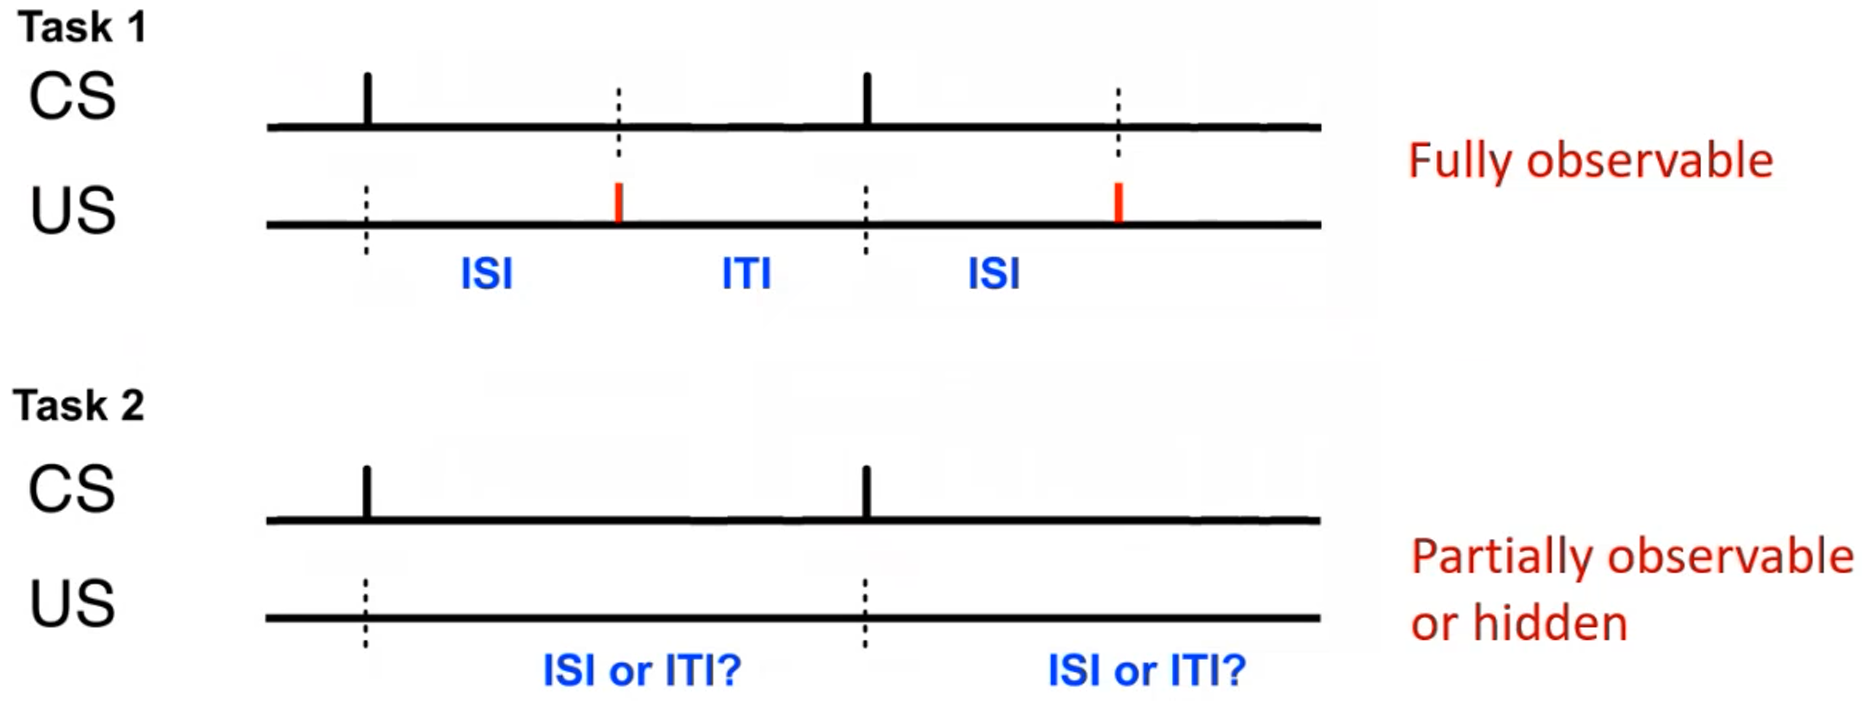 Task 1
CS
US
ISI ITI ISI
Fully observable
Task 2
CS
US
ISI or ITI? ISI or ITI?
Partially observable
or hidden